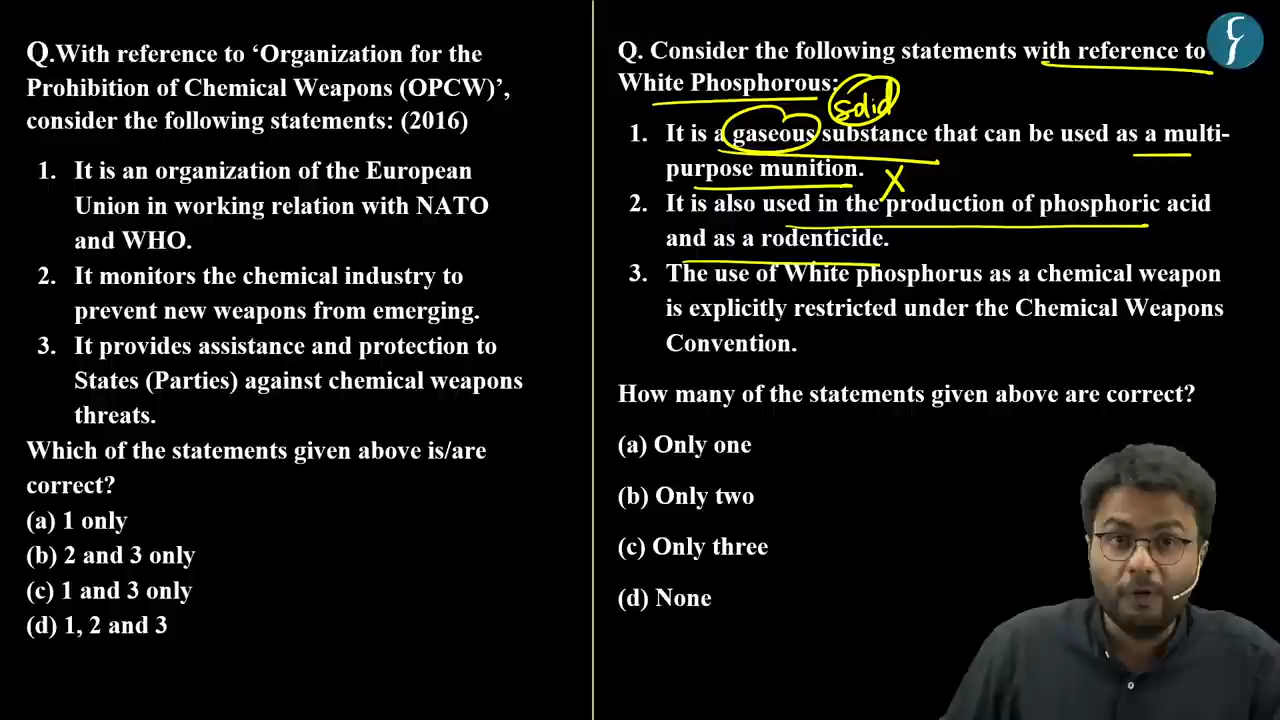 Q.With reference to ‘Organization for the
Prohibition of Chemical Weapons (OPCW)’,
consider the following statements: (2016)
1. It is an organization of the European
Union in working relation with NATO
and WHO.
2. It monitors the chemical industry to
prevent new weapons from emerging.
3. It provides assistance and protection to
States (Parties) against chemical weapons
threats.
Which of the statements given above is/are
correct?
(a) 1 only
(b) 2 and 3 only
(c) 1 and 3 only
(d) 1, 2 and 3
Q. Consider the following statements with reference to
White Phosphorous:
solid
1. It is a gaseous substance that can be used as a multi-
purpose munition.
2. It is also used in the production of phosphoric acid
and as a rodenticide.
3. The use of White phosphorus as a chemical weapon
is explicitly restricted under the Chemical Weapons
Convention.
How many of the statements given above are correct?
(a) Only one
(b) Only two
(c) Only three
(d) None